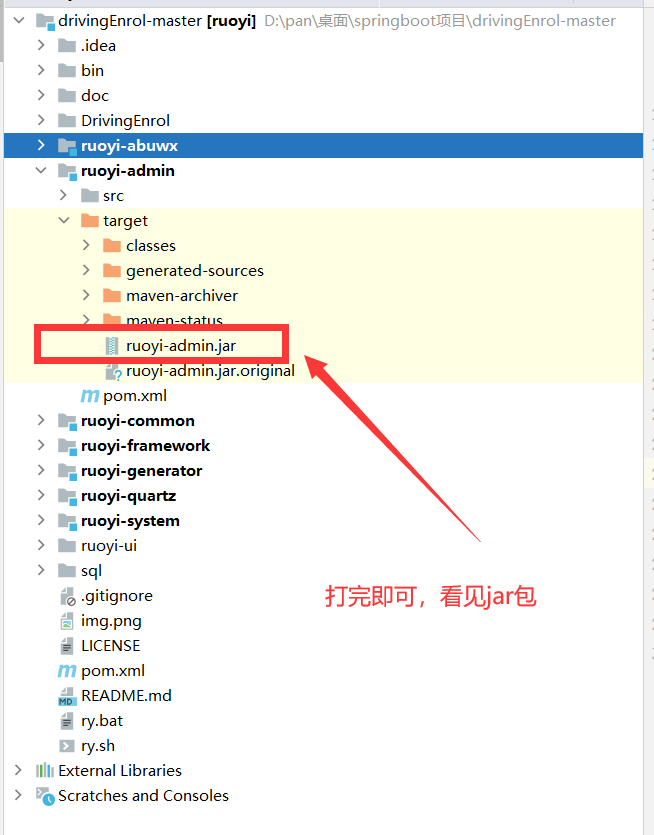 drivingEnrol-master [ruoyi] D:\pan\桌面\springboot项目\drivingEnrol-master
.idea
bin
doc
DrivingEnrol
ruoyi-abuwx
ruoyi-admin
src
target
classes
generated-sources
maven-archiver
maven-status
ruoyi-admin.jar
ruoyi-admin.jar.original
pom.xml
ruoyi-common
ruoyi-framework
ruoyi-generator
ruoyi-quartz
ruoyi-system
ruoyi-ui
sql
打完即可，看见jar包
.gitignore
img.png
LICENSE
pom.xml
README.md
ry.bat
ry.sh
External Libraries
Scratches and Consoles